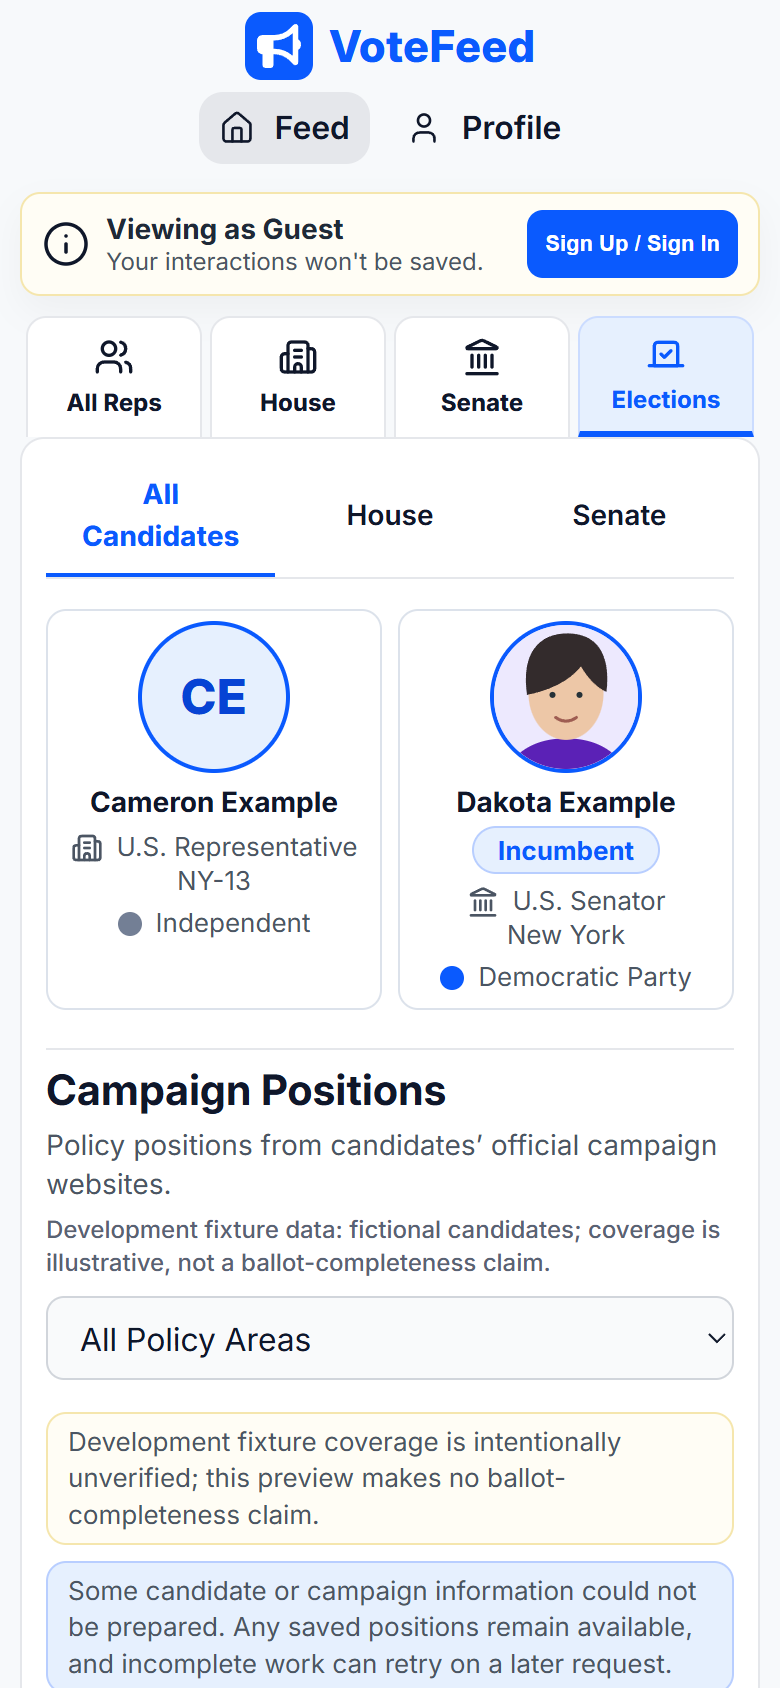 VoteFeed
Feed
Profile
Viewing as Guest
Your interactions won't be saved.
Sign Up / Sign In
All Reps
House
Senate
Elections
All
Candidates
House
Senate
CE
Cameron Example
U.S. Representative
NY-13
Independent
Dakota Example
Incumbent
U.S. Senator
New York
Democratic Party
Campaign Positions
Policy positions from candidates’ official campaign
websites.
Development fixture data: fictional candidates; coverage is
illustrative, not a ballot-completeness claim.
All Policy Areas
Development fixture coverage is intentionally
unverified; this preview makes no ballot-
completeness claim.
Some candidate or campaign information could not
be prepared. Any saved positions remain available,
and incomplete work can retry on a later request.